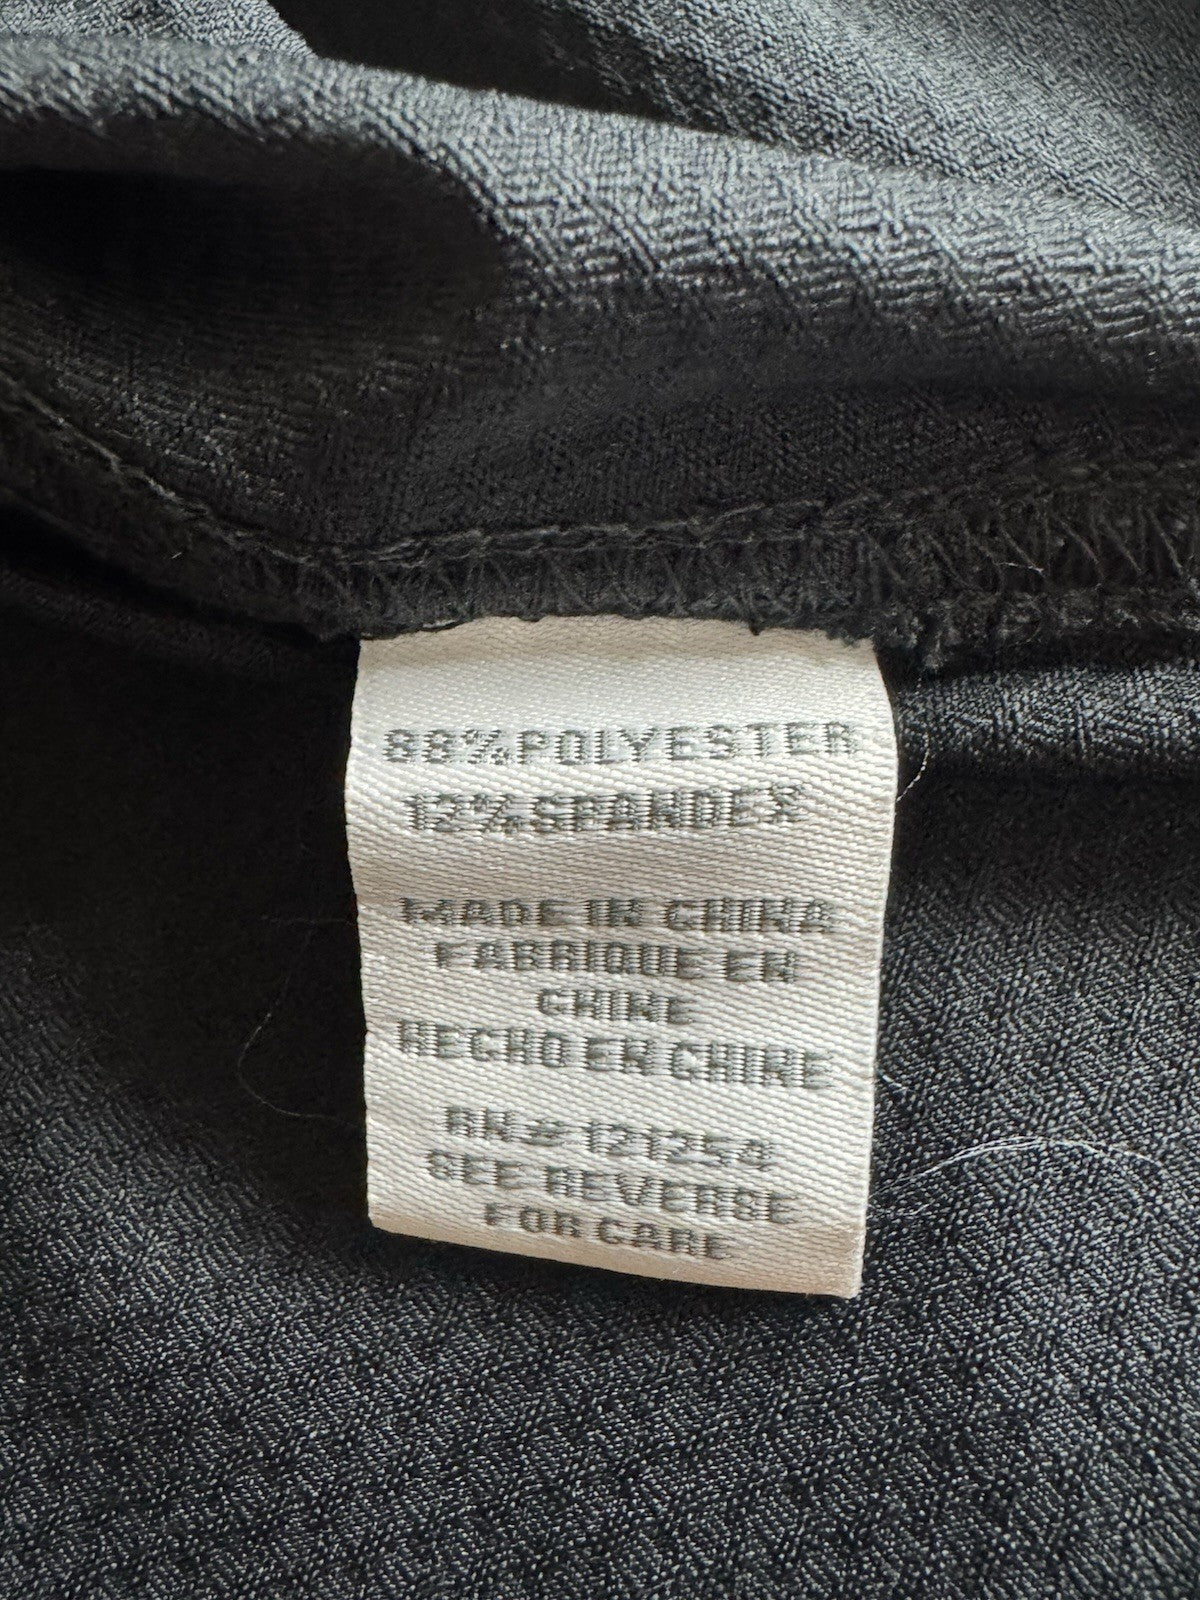 88% POLYESTER
12% SPANDEX
MADE IN CHINA
FABRIQUE EN
CHINE
HECHO EN CHINE
RN# 121254
SEE REVERSE
FOR CARE